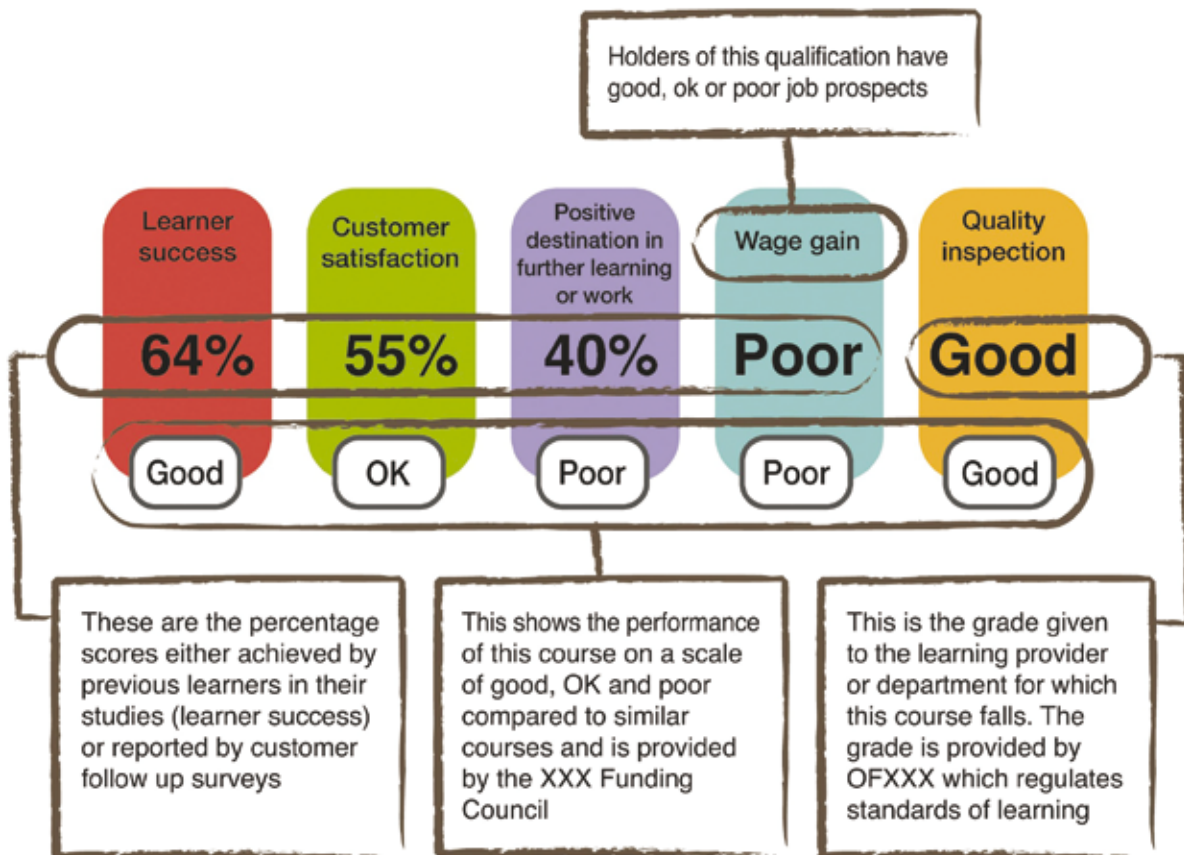 Holders of this qualification have
good, ok or poor job prospects
Learner
success
Customer
satisfaction
Positive
destination in
further learning
or work
Wage gain
Quality
inspection
64%
55%
40%
Poor
Good
Good
OK
Poor
Poor
Good
These are the percentage
scores either achieved by
previous learners in their
studies (learner success)
or reported by customer
follow up surveys
This shows the performance
of this course on a scale
of good, OK and poor
compared to similar
courses and is provided
by the XXX Funding
Council
This is the grade given
to the learning provider
or department for which
this course falls. The
grade is provided by
OFXXX which regulates
standards of learning